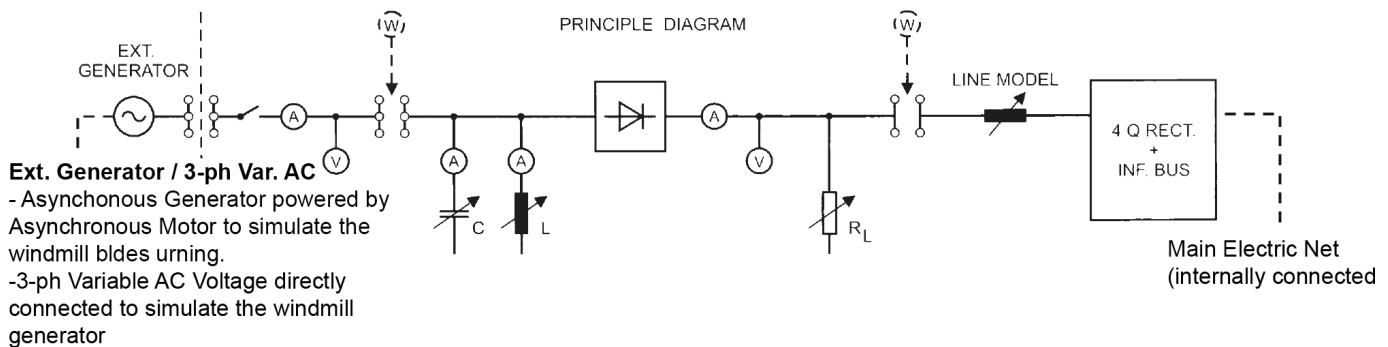 PRINCIPLE DIAGRAM
W
W
EXT.
GENERATOR
LINE MODEL
A
A
V
V
A
A
C
L
R L
4 Q RECT.
+
INF. BUS
Ext. Generator / 3-ph Var. AC
- Asynchonous Generator powered by
Asynchronous Motor to simulate the
windmill bldes urning.
-3-ph Variable AC Voltage directly
connected to simulate the windmill
generator
Main Electric Net
(internally connected